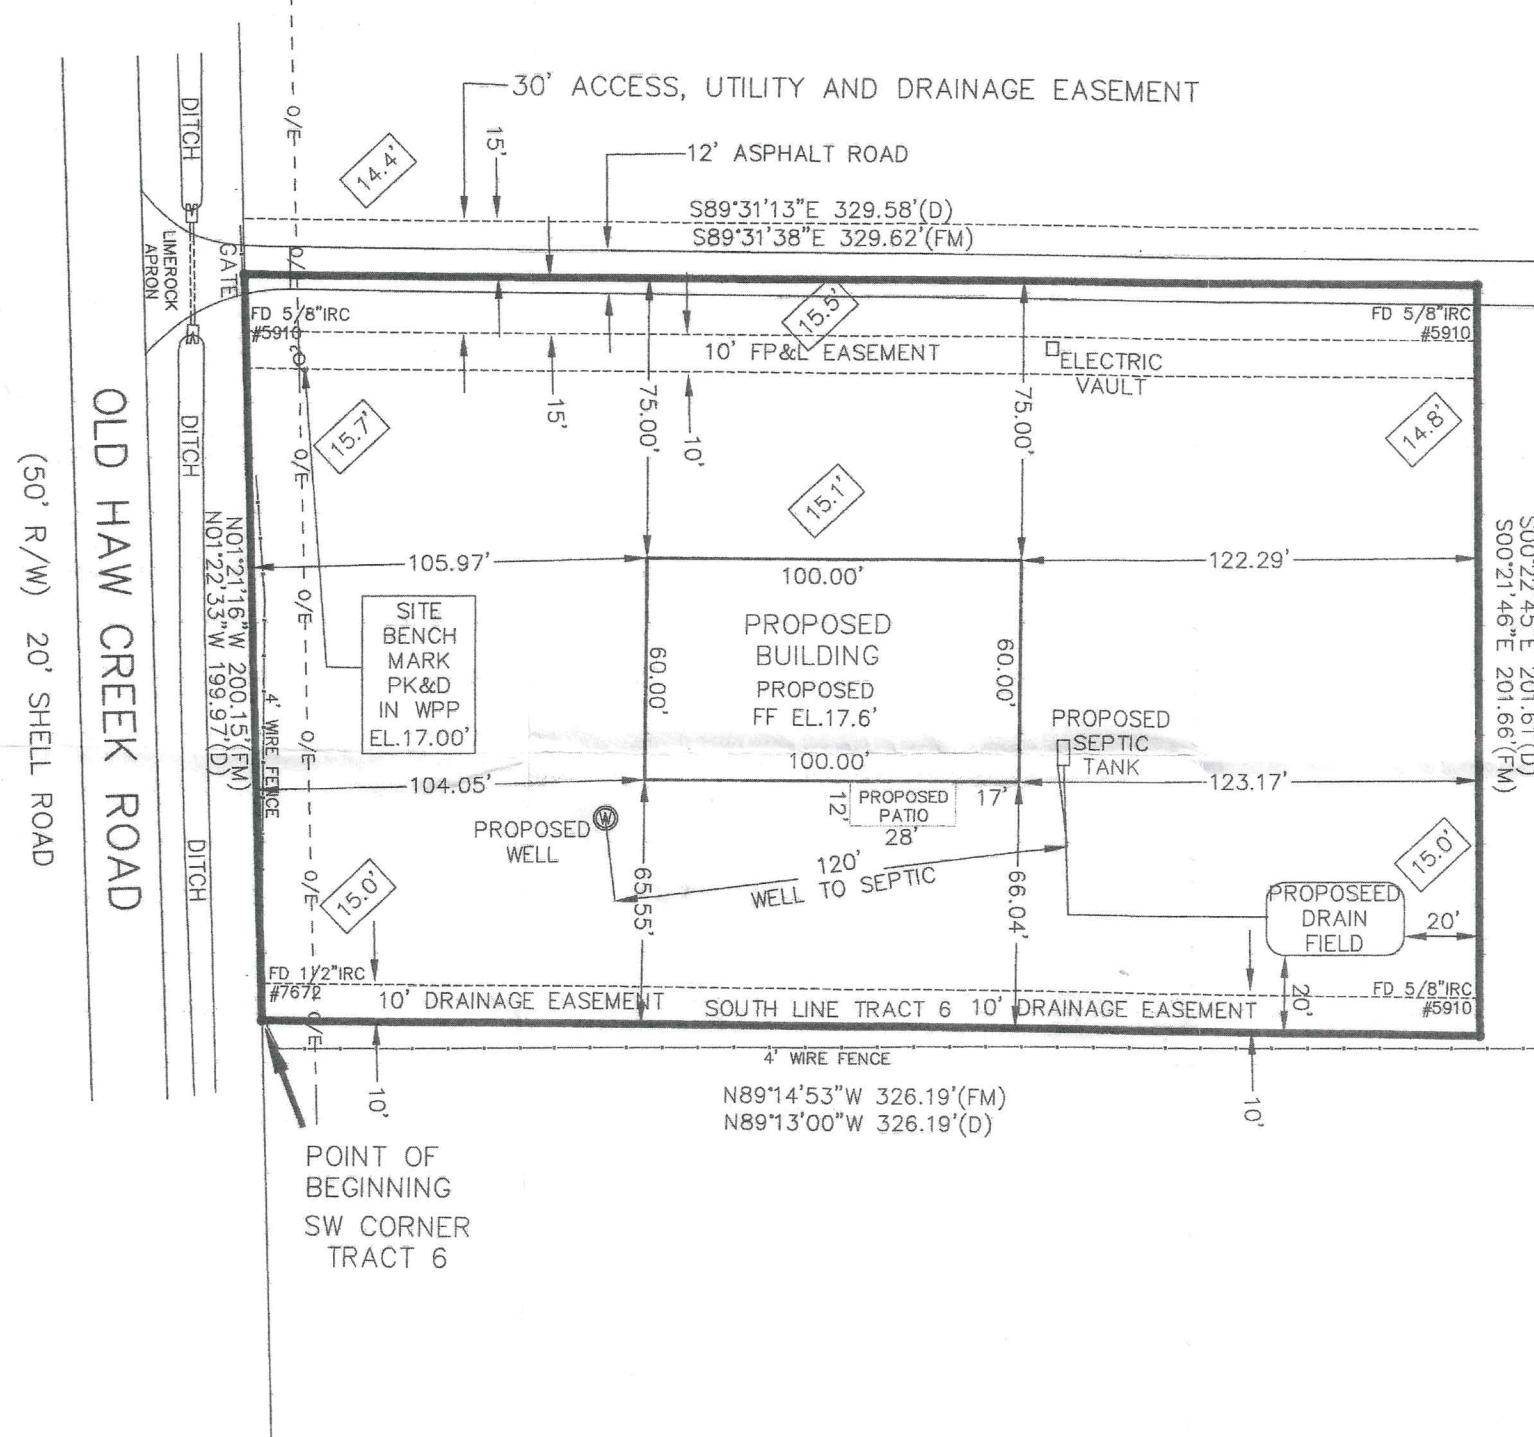 30' ACCESS, UTILITY AND DRAINAGE EASEMENT
12' ASPHALT ROAD
15'
14.4'
O/E
DITCH
S89°31'13"E 329.58'(D)
S89°31'38"E 329.62'(FM)
GATE
LIMEROCK
APRON
O/
FD 5/8"IRC
#5910
15.5'
FD 5/8"IRC
#5910
10' FP&L EASEMENT
ELECTRIC
VAULT
15'
10'
75.00'
75.00'
15.7'
14.8'
DITCH
O/E
15.1'
OLD HAW CREEK ROAD
(50' R/W) 20' SHELL ROAD
N01°21'16"W 200.15'(FM)
N01°22'33"W 199.97'(D)
S00°22'45"E 201.61'(D)
S00°21'46"E 201.66'(FM)
105.97'
100.00'
122.29'
O/E
SITE
BENCH
MARK
PK&D
IN WPP
EL.17.00'
PROPOSED
BUILDING
PROPOSED
FF EL.17.6'
60.00'
60.00'
4' WIRE FENCE
O/E
PROPOSED
SEPTIC
TANK
100.00'
104.05'
123.17'
12'
PROPOSED
PATIO
17'
28'
PROPOSED
WELL
W
120'
WELL TO SEPTIC
DITCH
O/E
15.0'
65.55'
66.04'
15.0'
PROPOSEED
DRAIN
FIELD
20'
20'
FD 1/2"IRC
#7672
10' DRAINAGE EASEMENT
SOUTH LINE TRACT 6
10' DRAINAGE EASEMENT
FD 5/8"IRC
#5910
O/E
4' WIRE FENCE
10'
10'
N89°14'53"W 326.19'(FM)
N89°13'00"W 326.19'(D)
POINT OF
BEGINNING
SW CORNER
TRACT 6